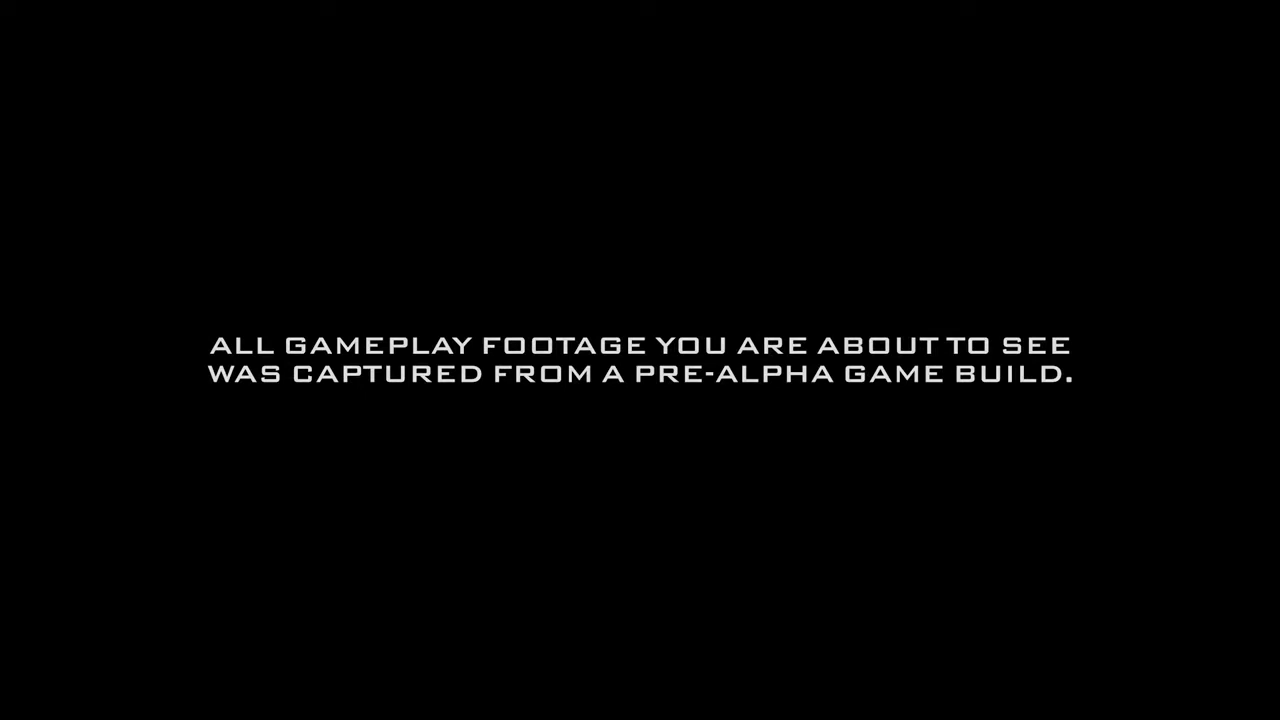 ALL GAMEPLAY FOOTAGE YOU ARE ABOUT TO SEE
WAS CAPTURED FROM A PRE-ALPHA GAME BUILD.